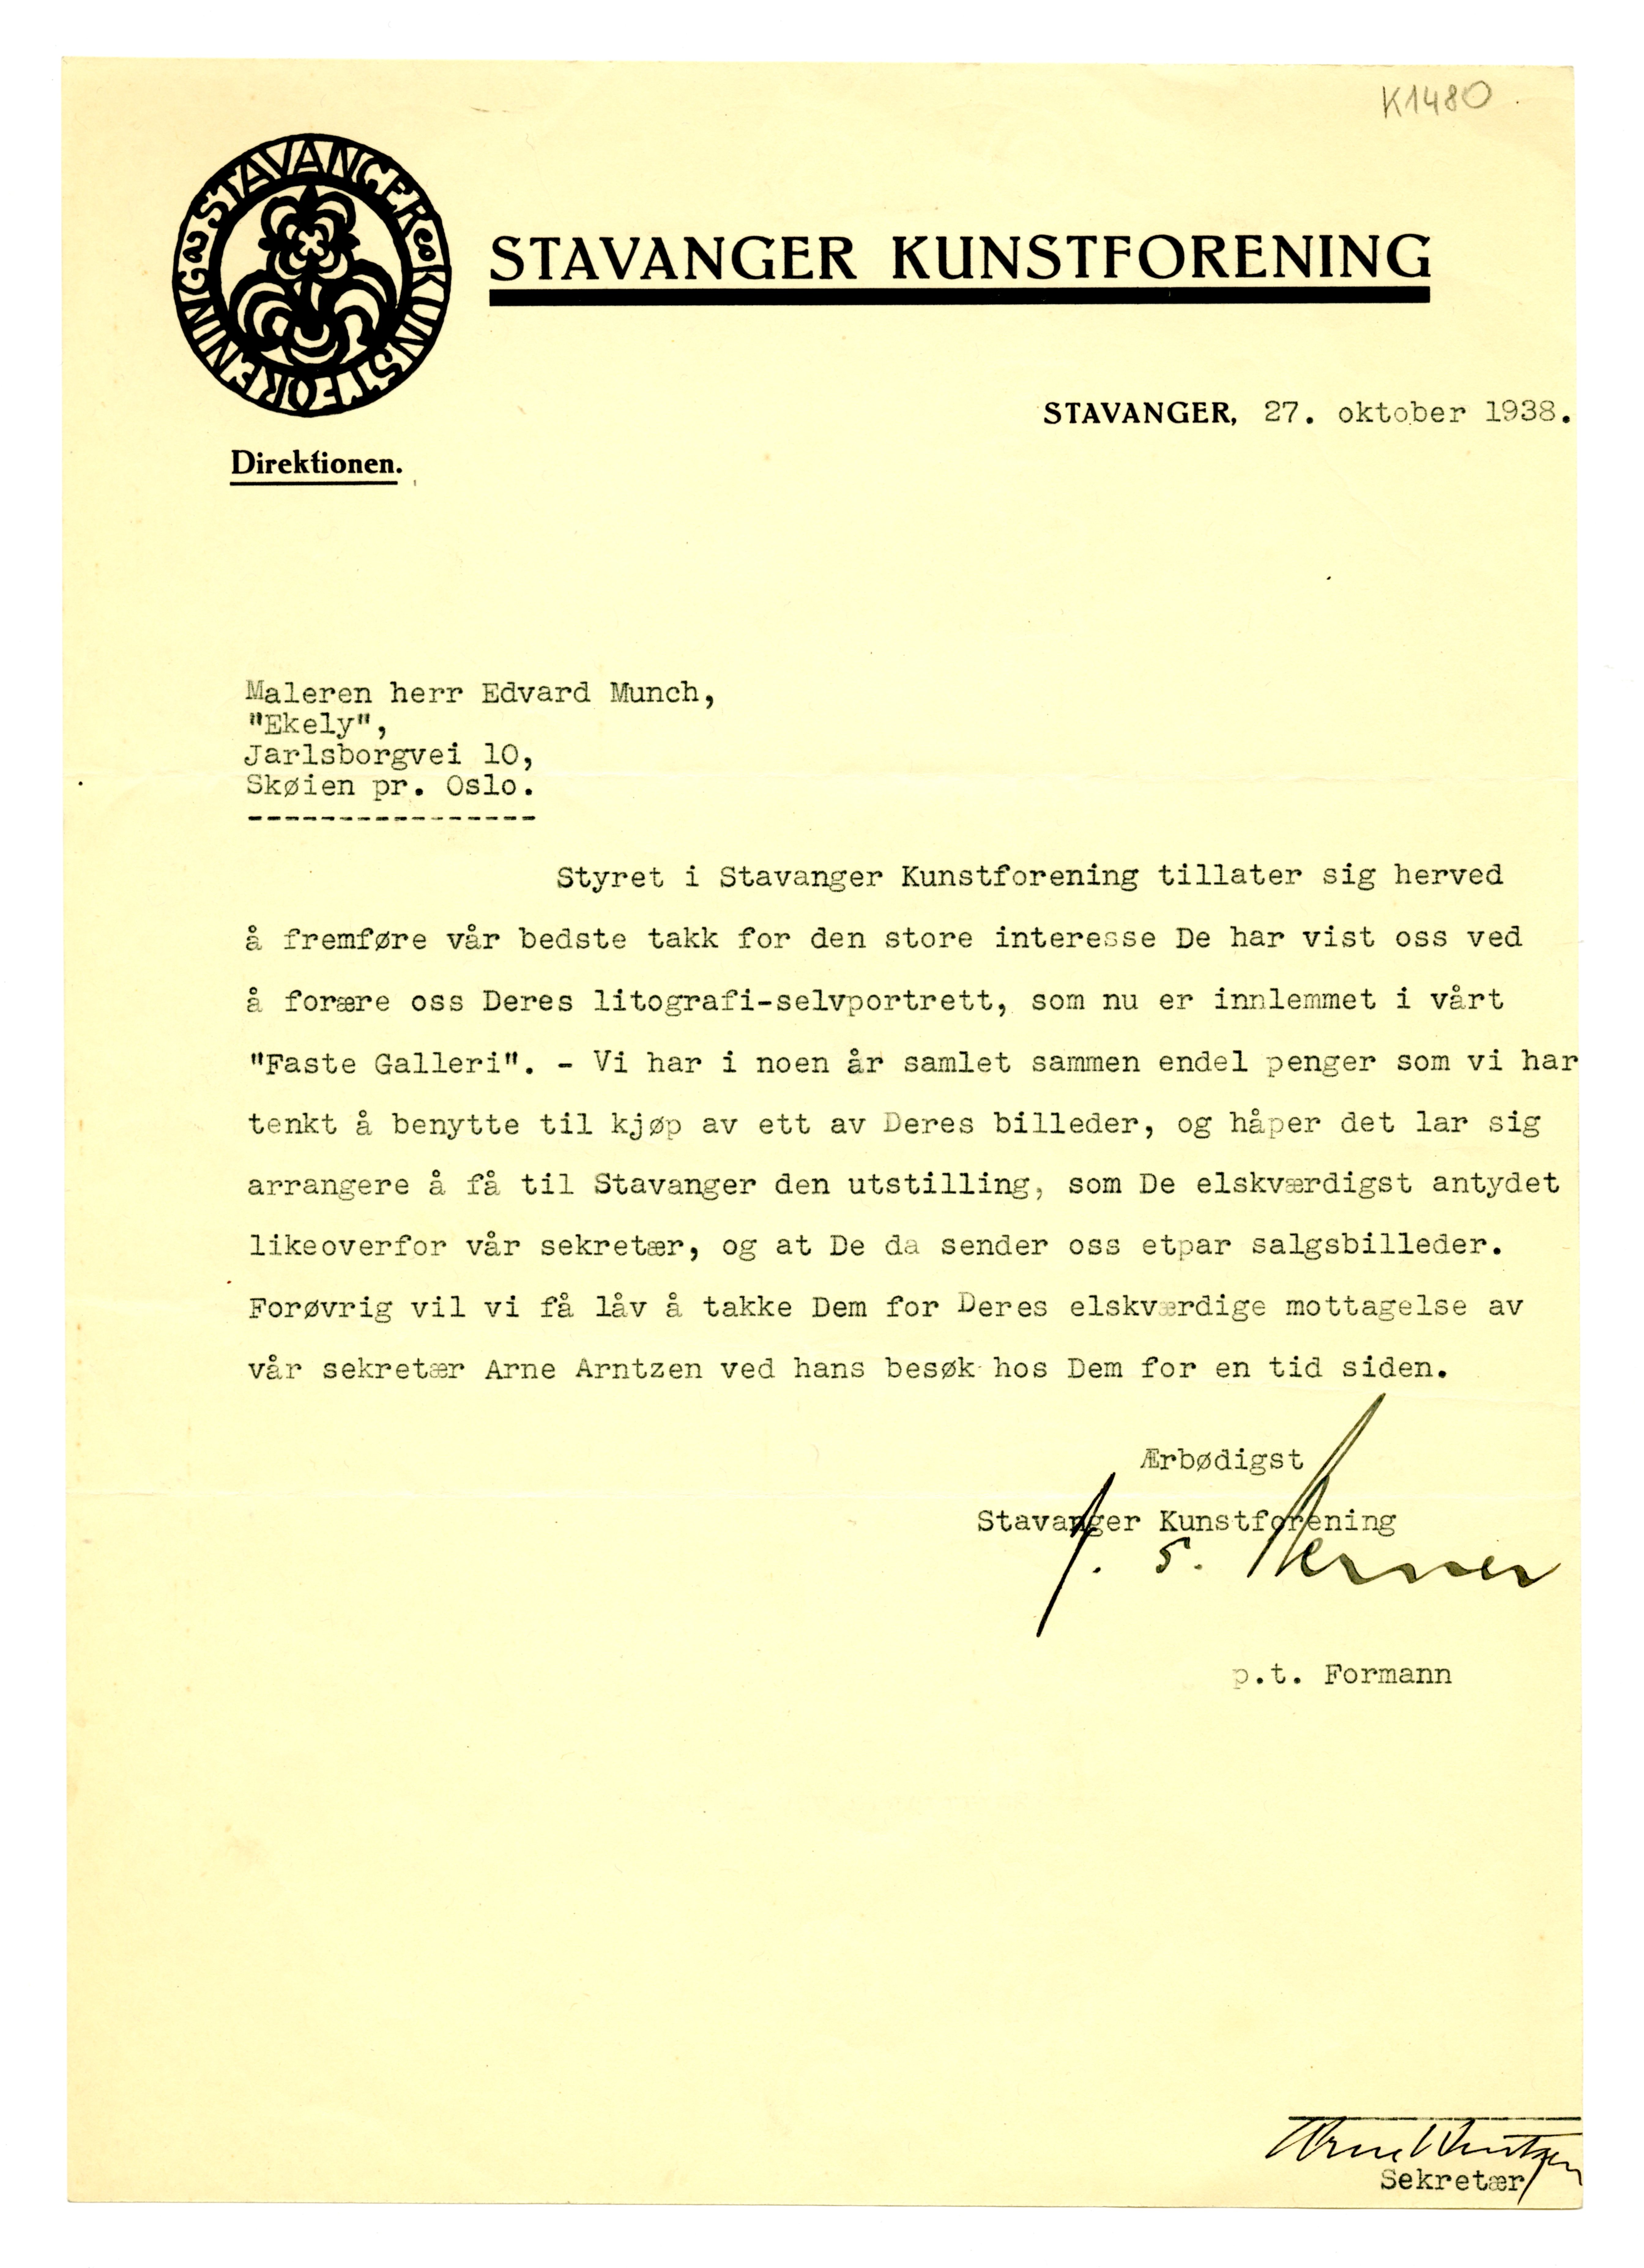 K1480
STAVANGER KUNSTFORENING
STAVANGER KUNSTFORENING
STAVANGER, 27. oktober 1938.
Direktionen.
Maleren herr Edvard Munch,
"Ekely",
Jarlsborgvei 10,
Skøien pr. Oslo.
----------------
Styret i Stavanger Kunstforening tillater sig herved
å fremføre vår bedste takk for den store interesse De har vist oss ved
å forære oss Deres litografi-selvportrett, som nu er innlemmet i vårt
"Faste Galleri". - Vi har i noen år samlet sammen endel penger som vi har
tenkt å benytte til kjøp av ett av Deres billeder, og håper det lar sig
arrangere å få til Stavanger den utstilling, som De elskværdigst antydet
likeoverfor vår sekretær, og at De da sender oss etpar salgsbilleder.
Forøvrig vil vi få låv å takke Dem for Deres elskværdige mottagelse av
vår sekretær Arne Arntzen ved hans besøk hos Dem for en tid siden.
Ærbødigst
Stavanger Kunstforening
p.t. Formann
Arne Arntzen
Sekretær